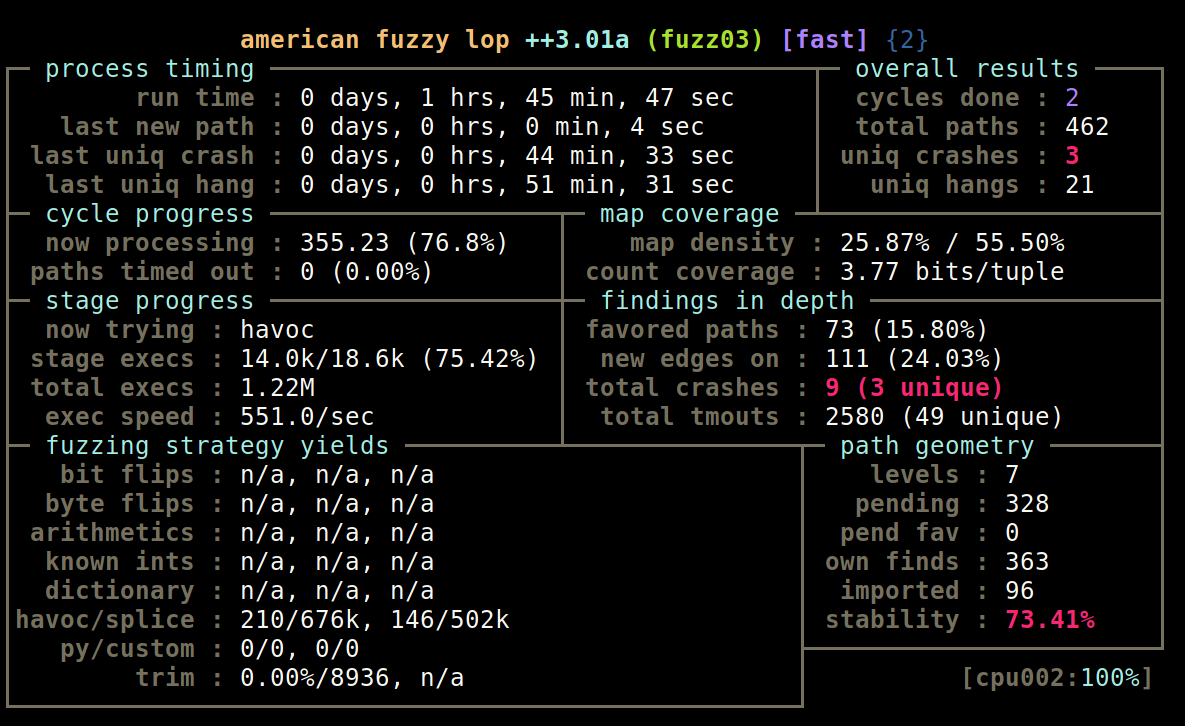 american fuzzy lop ++3.01a (fuzz03) [fast] {2}
process timing overall results
run time : 0 days, 1 hrs, 45 min, 47 sec cycles done : 2
last new path : 0 days, 0 hrs, 0 min, 4 sec total paths : 462
last uniq crash : 0 days, 0 hrs, 44 min, 33 sec uniq crashes : 3
last uniq hang : 0 days, 0 hrs, 51 min, 31 sec uniq hangs : 21
cycle progress map coverage
now processing : 355.23 (76.8%) map density : 25.87% / 55.50%
paths timed out : 0 (0.00%) count coverage : 3.77 bits/tuple
stage progress findings in depth
now trying : havoc favored paths : 73 (15.80%)
stage execs : 14.0k/18.6k (75.42%) new edges on : 111 (24.03%)
total execs : 1.22M total crashes : 9 (3 unique)
exec speed : 551.0/sec total tmouts : 2580 (49 unique)
fuzzing strategy yields path geometry
bit flips : n/a, n/a, n/a levels : 7
byte flips : n/a, n/a, n/a pending : 328
arithmetics : n/a, n/a, n/a pend fav : 0
known ints : n/a, n/a, n/a own finds : 363
dictionary : n/a, n/a, n/a imported : 96
havoc/splice : 210/676k, 146/502k stability : 73.41%
py/custom : 0/0, 0/0
trim : 0.00%/8936, n/a [cpu002:100%]